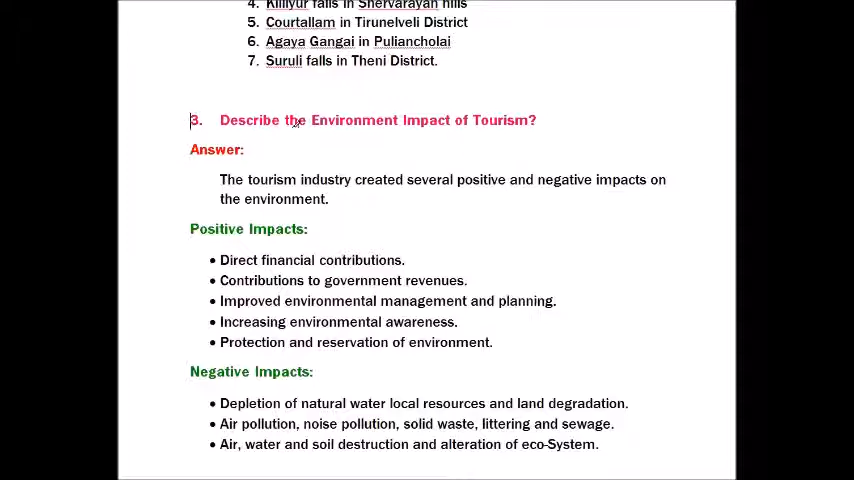 4. Killiyur falls in Shervarayan hills
5. Courtallam in Tirunelveli District
6. Agaya Gangai in Puliancholai
7. Suruli falls in Theni District.
3. Describe the Environment Impact of Tourism?
Answer:
The tourism industry created several positive and negative impacts on
the environment.
Positive Impacts:
• Direct financial contributions.
• Contributions to government revenues.
• Improved environmental management and planning.
• Increasing environmental awareness.
• Protection and reservation of environment.
Negative Impacts:
• Depletion of natural water local resources and land degradation.
• Air pollution, noise pollution, solid waste, littering and sewage.
• Air, water and soil destruction and alteration of eco-System.